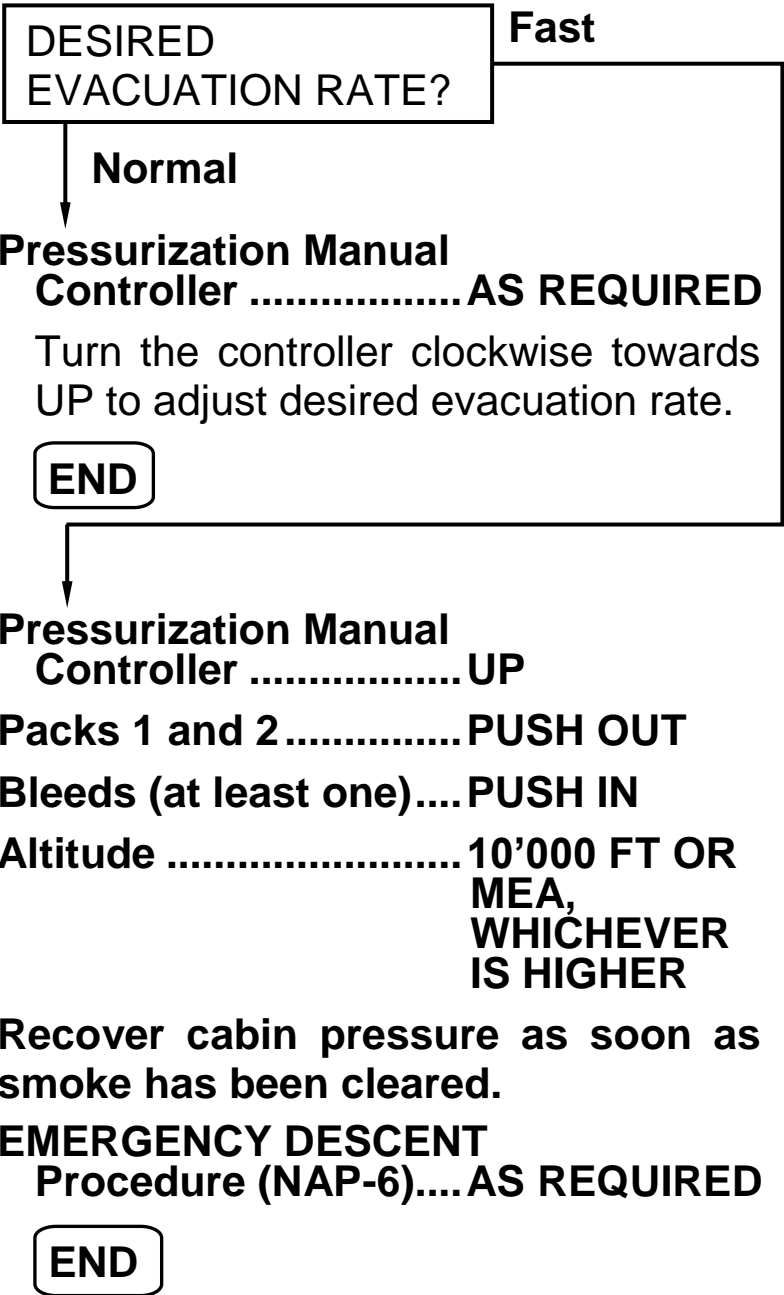 DESIRED
EVACUATION RATE?
Fast
Normal
Pressurization Manual
Controller .................. AS REQUIRED
Turn the controller clockwise towards
UP to adjust desired evacuation rate.
END
Pressurization Manual
Controller .................. UP
Packs 1 and 2 ............... PUSH OUT
Bleeds (at least one) .... PUSH IN
Altitude ......................... 10’000 FT OR
MEA,
WHICHEVER
IS HIGHER
Recover cabin pressure as soon as
smoke has been cleared.
EMERGENCY DESCENT
Procedure (NAP-6) .... AS REQUIRED
END